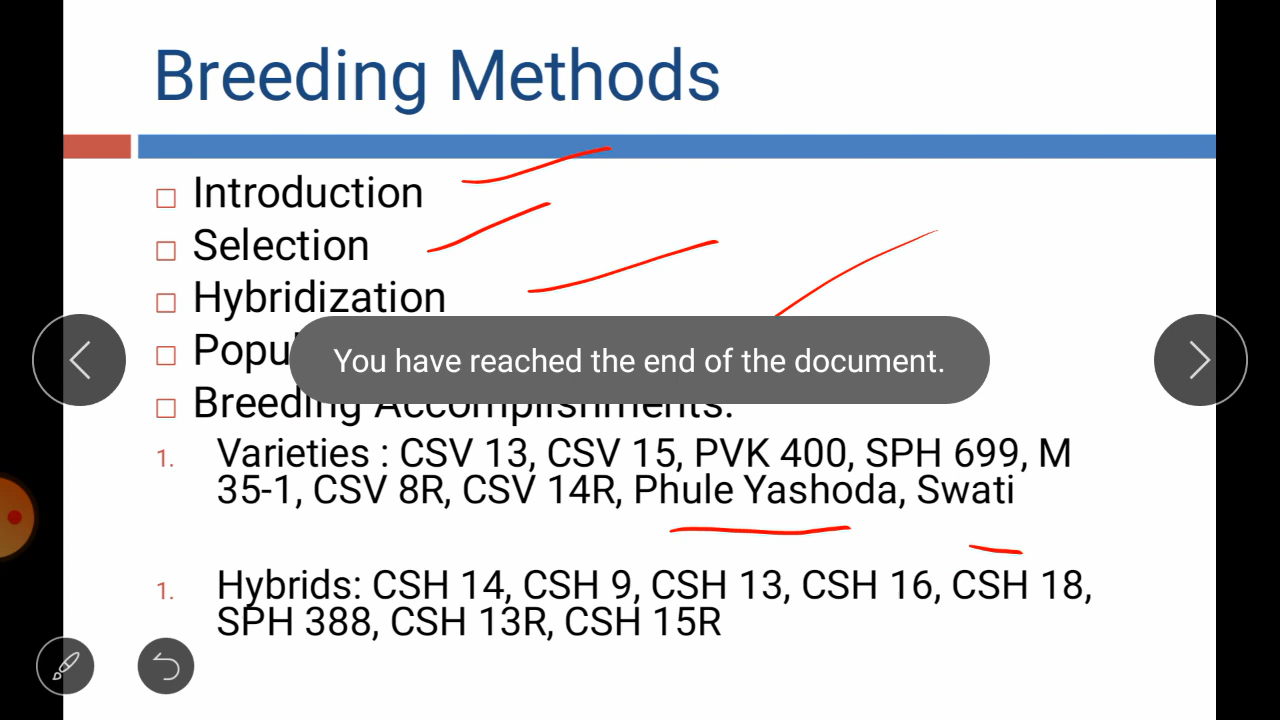 Breeding Methods
Introduction
Selection
Hybridization
You have reached the end of the document.
Breeding Accomplishments:
1. Varieties : CSV 13, CSV 15, PVK 400, SPH 699, M
35-1, CSV 8R, CSV 14R, Phule Yashoda, Swati
1. Hybrids: CSH 14, CSH 9, CSH 13, CSH 16, CSH 18,
SPH 388, CSH 13R, CSH 15R